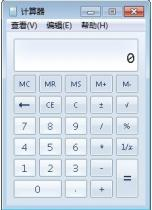 计算器
查看(V) 编辑(E) 帮助(H)
0
MC MR MS M+ M-
← CE C ± √
7 8 9 / %
4 5 6 * 1/x
1 2 3 - =
0 . +